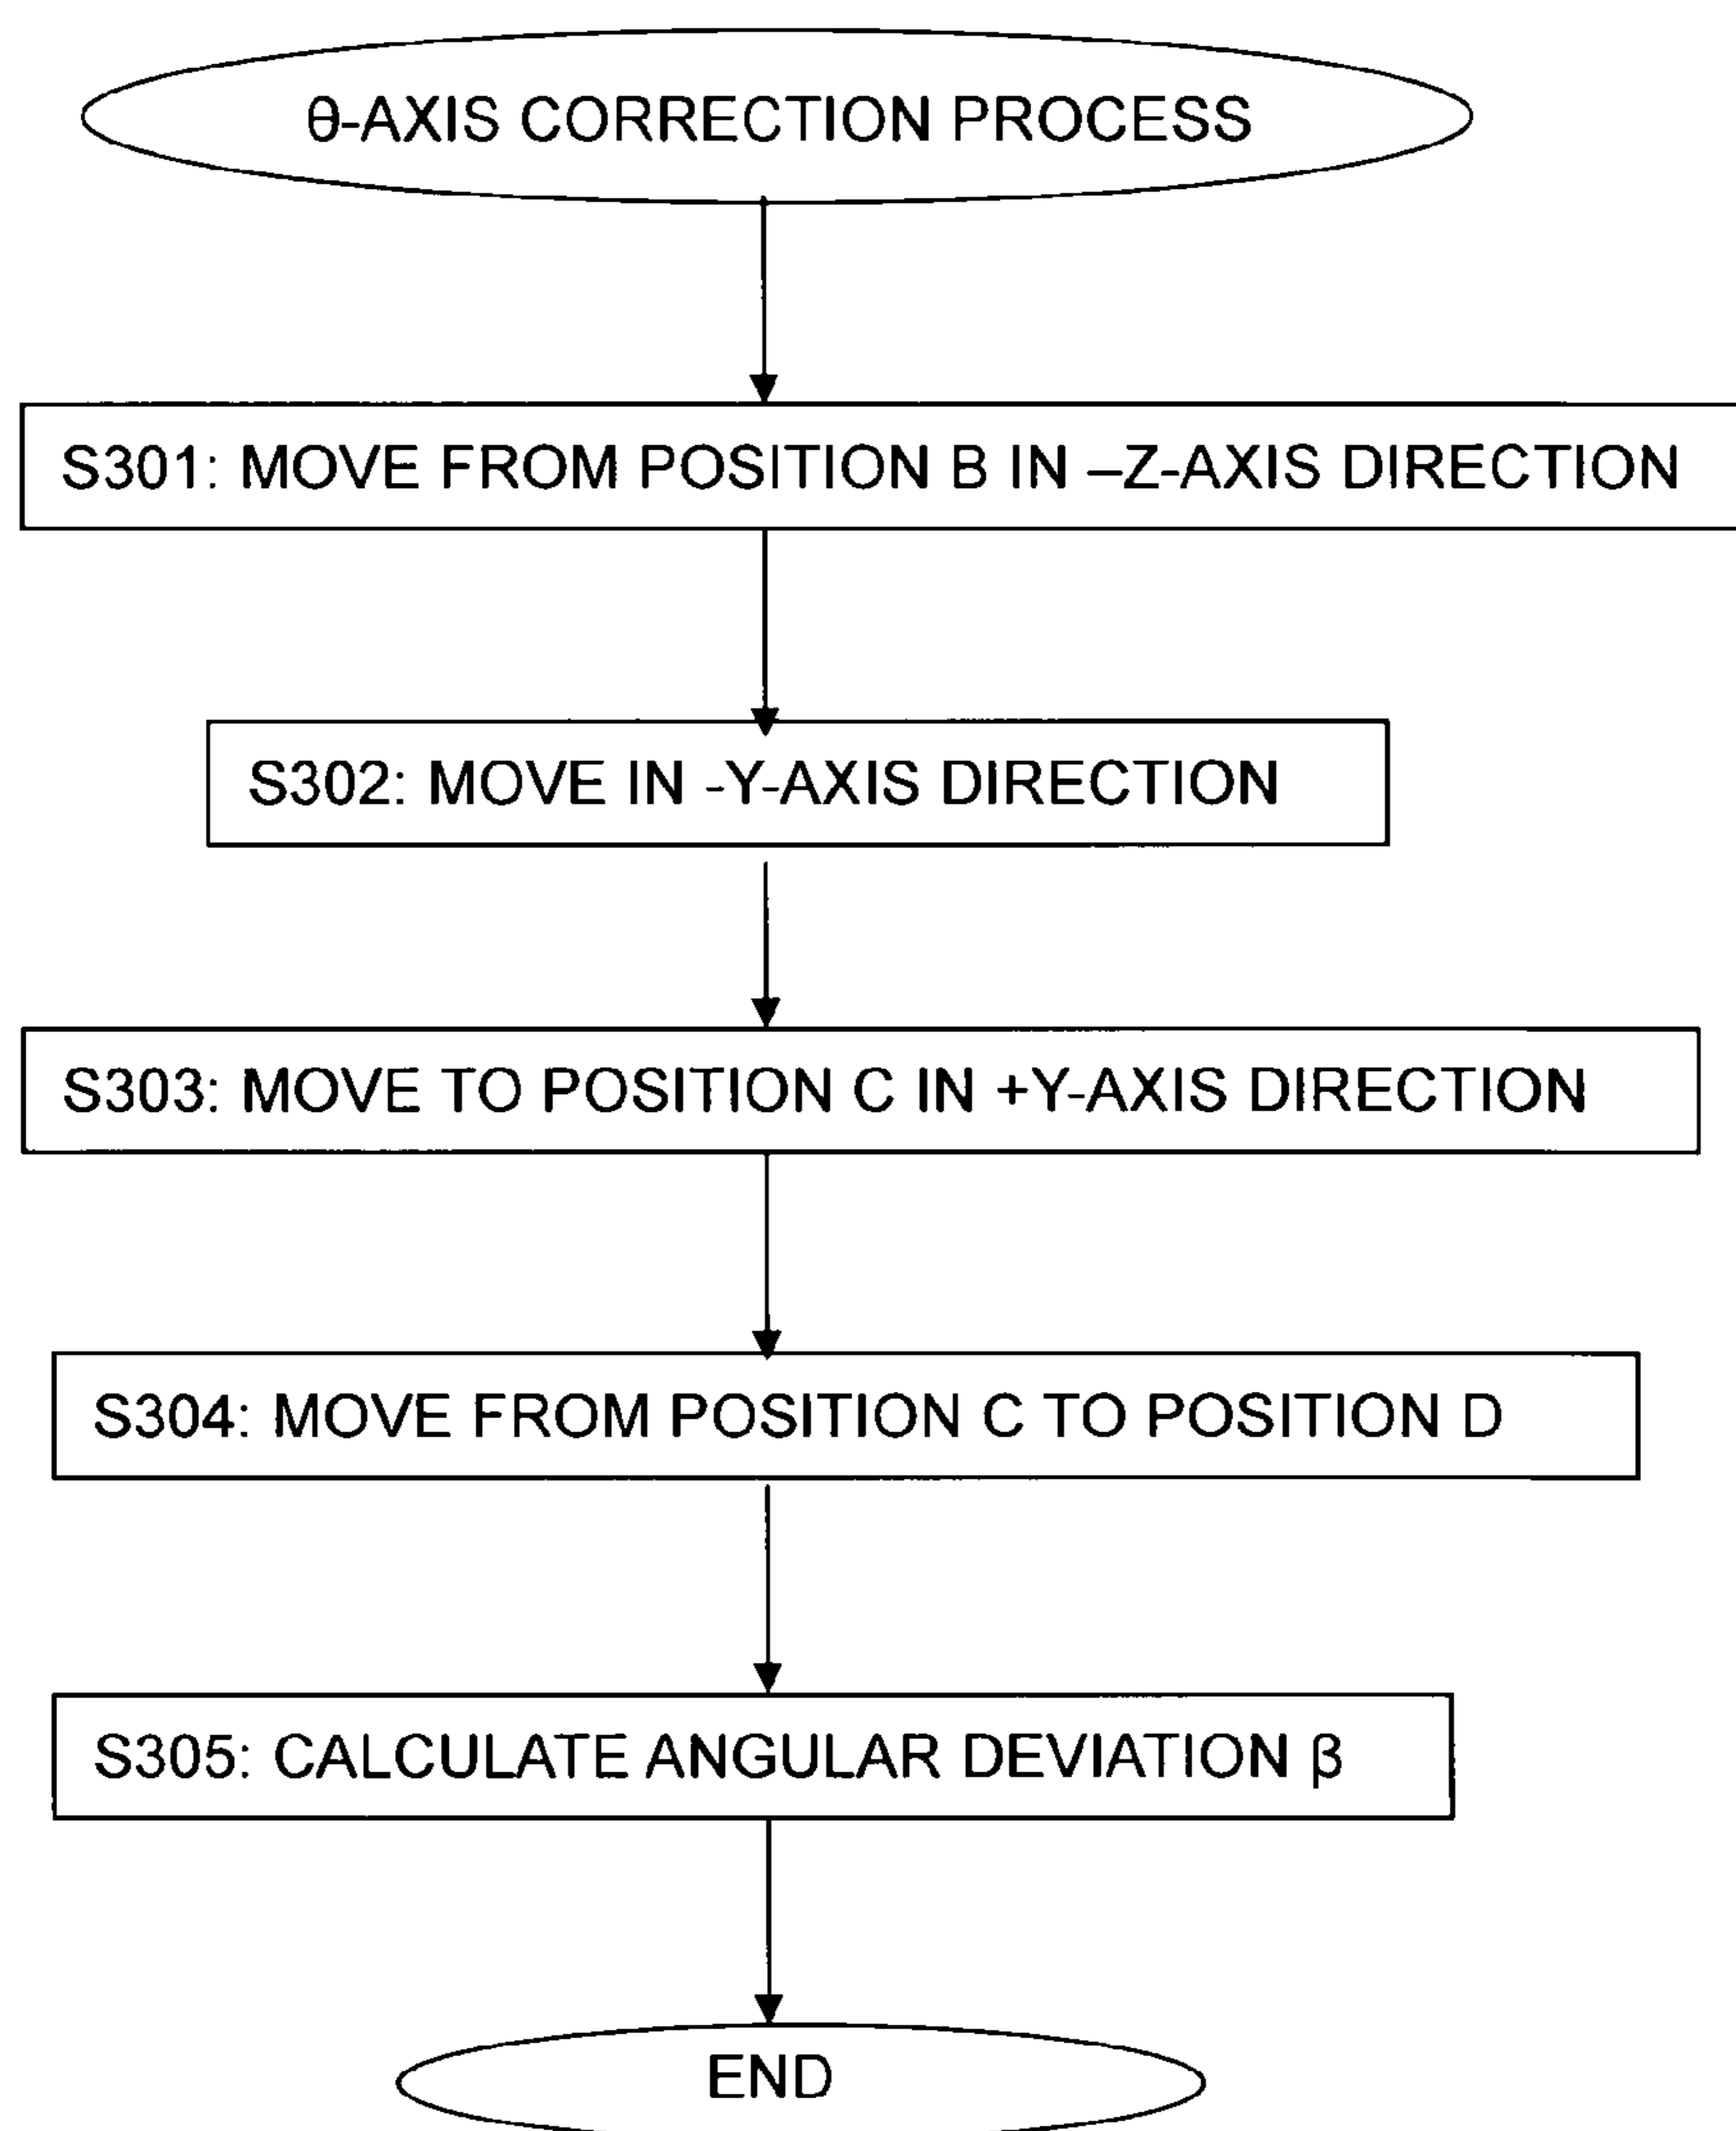 θ-AXIS CORRECTION PROCESS
S301: MOVE FROM POSITION B IN –Z-AXIS DIRECTION
S302: MOVE IN -Y-AXIS DIRECTION
S303: MOVE TO POSITION C IN +Y-AXIS DIRECTION
S304: MOVE FROM POSITION C TO POSITION D
S305: CALCULATE ANGULAR DEVIATION β
END